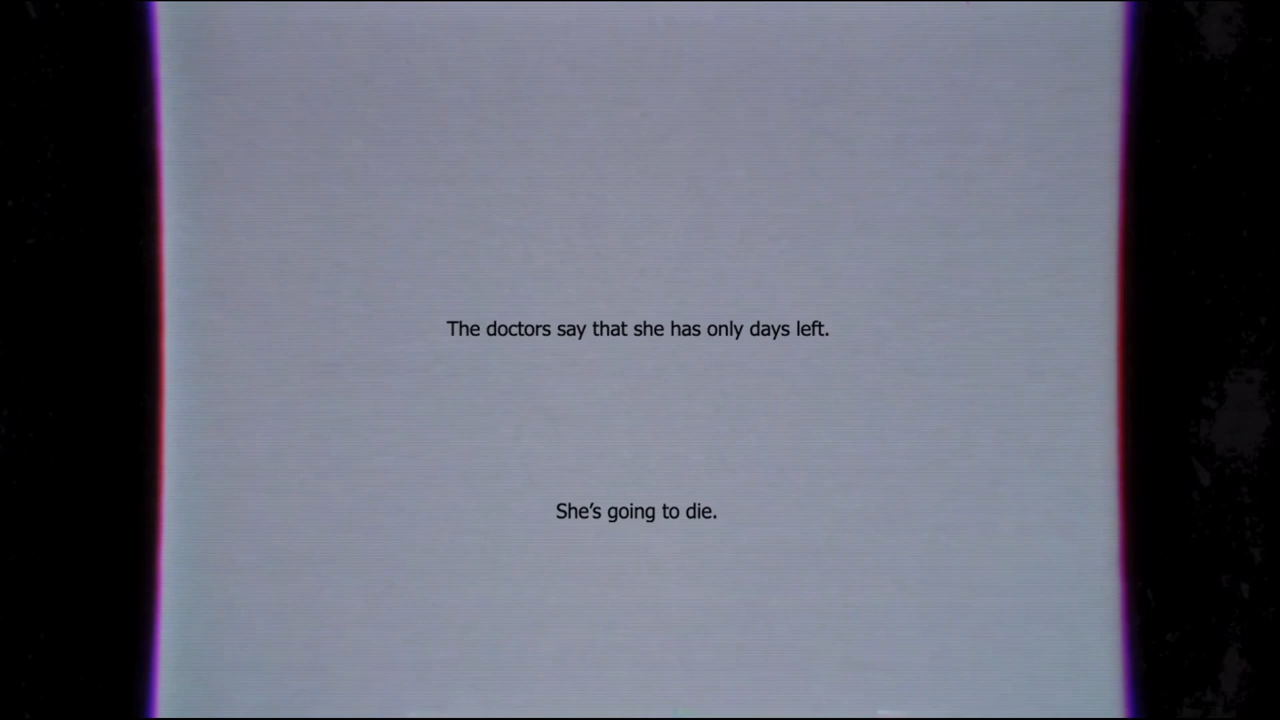 The doctors say that she has only days left.
She’s going to die.